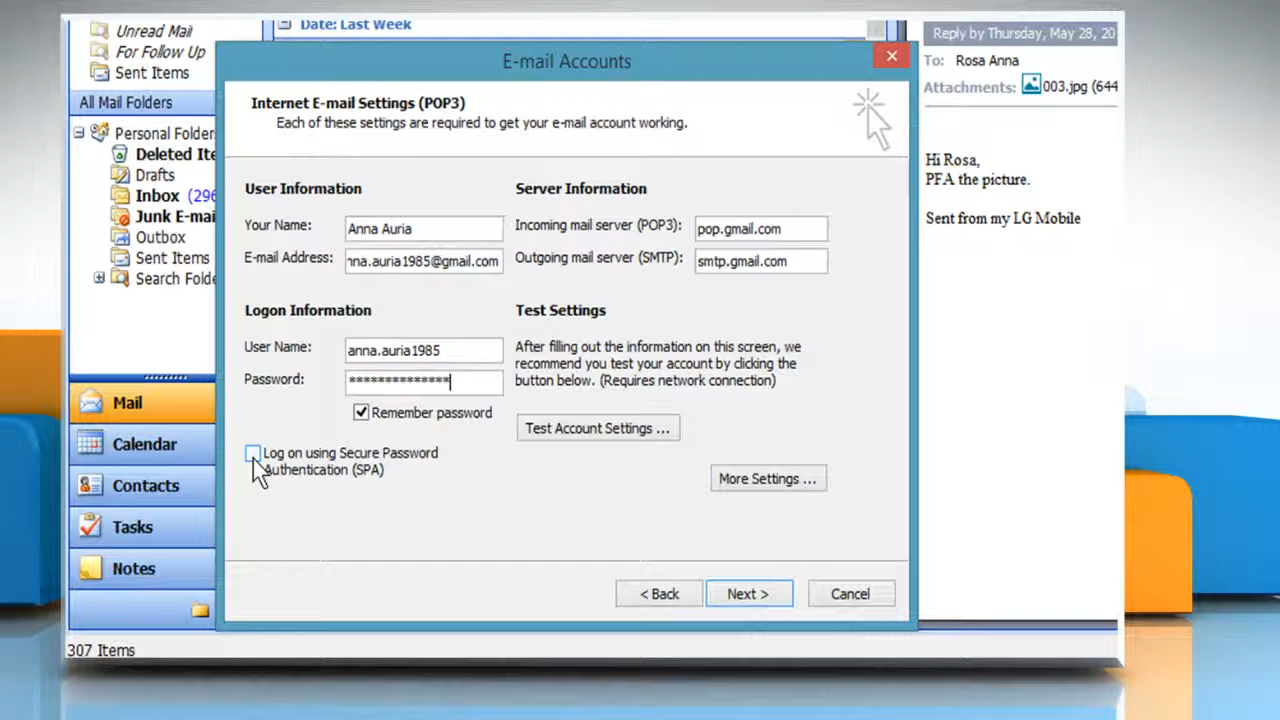 Unread Mail
For Follow Up
Sent Items
All Mail Folders
Personal Folder
Deleted Ite
Drafts
Inbox (296
Junk E-mai
Outbox
Sent Items
Search Folde
Mail
Calendar
Contacts
Tasks
Notes
307 Items
Date: Last Week
E-mail Accounts
Internet E-mail Settings (POP3)
Each of these settings are required to get your e-mail account working.
User Information
Your Name: Anna Auria
E-mail Address: nna.auria1985@gmail.com
Server Information
Incoming mail server (POP3): pop.gmail.com
Outgoing mail server (SMTP): smtp.gmail.com
Logon Information
User Name: anna.auria1985
Password: **************
Remember password
Log on using Secure Password
Authentication (SPA)
Test Settings
After filling out the information on this screen, we
recommend you test your account by clicking the
button below. (Requires network connection)
Test Account Settings ...
More Settings ...
< Back
Next >
Cancel
Reply by Thursday, May 28, 20
To: Rosa Anna
Attachments: 003.jpg (644
Hi Rosa,
PFA the picture.
Sent from my LG Mobile